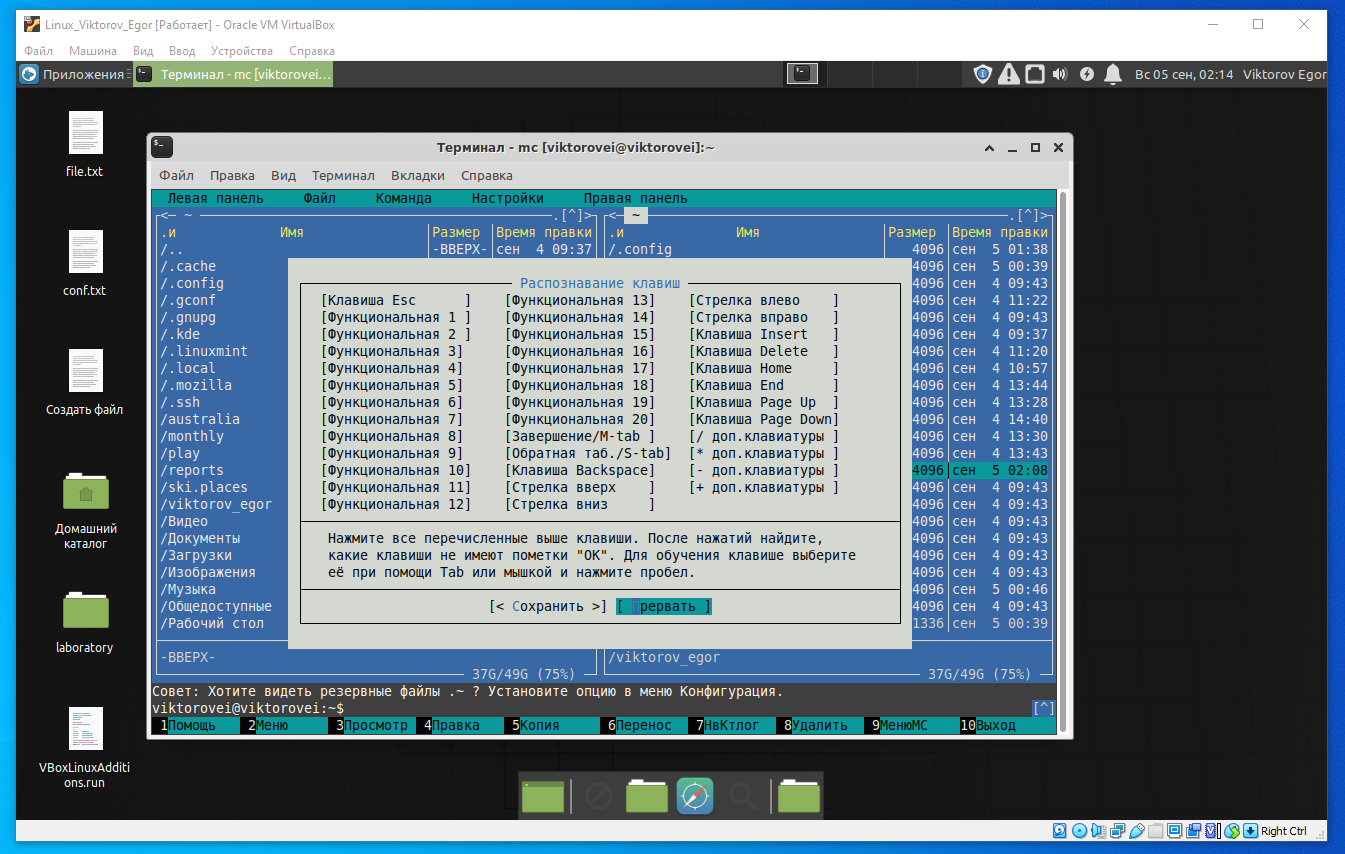 Linux_Viktorov_Egor [Работает] - Oracle VM VirtualBox
Файл Машина Вид Ввод Устройства Справка
Приложения Терминал - mc [viktorovei... Вс 05 сен, 02:14 Viktorov Egor
file.txt
conf.txt
Создать файл
Домашний
каталог
laboratory
VBoxLinuxAdditi
ons.run
Терминал - mc [viktorovei@viktorovei]:~
Файл Правка Вид Терминал Вкладки Справка
Левая панель Файл Команда Настройки Правая панель
<— ~ .[^]> <— ~ .[^]>
.и Имя Размер Время правки .и Имя Размер Время правки
/.. -ВВЕРХ- сен 4 09:37 /.config 4096 сен 5 01:38
/.cache 4096 сен 5 00:39
/.config 4096 сен 4 09:43
/.gconf 4096 сен 4 11:22
/.gnupg 4096 сен 4 09:43
/.kde 4096 сен 4 09:37
/.linuxmint 4096 сен 4 11:20
/.local 4096 сен 4 10:57
/.mozilla 4096 сен 4 13:44
/.ssh 4096 сен 4 13:28
/australia 4096 сен 4 14:40
/monthly 4096 сен 4 13:30
/play 4096 сен 4 13:43
/reports 4096 сен 5 02:08
/ski.places 4096 сен 4 09:43
/viktorov_egor 4096 сен 4 09:43
/Видео 4096 сен 4 09:43
/Документы 4096 сен 4 09:43
/Загрузки 4096 сен 4 09:43
/Изображения 4096 сен 4 09:43
/Музыка 4096 сен 5 00:46
/Общедоступные 4096 сен 4 09:43
/Рабочий стол 1336 сен 5 00:39
Распознавание клавиш
[Клавиша Esc ] [Функциональная 13] [Стрелка влево ]
[Функциональная 1 ] [Функциональная 14] [Стрелка вправо ]
[Функциональная 2 ] [Функциональная 15] [Клавиша Insert ]
[Функциональная 3] [Функциональная 16] [Клавиша Delete ]
[Функциональная 4] [Функциональная 17] [Клавиша Home ]
[Функциональная 5] [Функциональная 18] [Клавиша End ]
[Функциональная 6] [Функциональная 19] [Клавиша Page Up ]
[Функциональная 7] [Функциональная 20] [Клавиша Page Down]
[Функциональная 8] [Завершение/M-tab ] [/ доп.клавиатуры ]
[Функциональная 9] [Обратная таб./S-tab] [* доп.клавиатуры ]
[Функциональная 10] [Клавиша Backspace] [- доп.клавиатуры ]
[Функциональная 11] [Стрелка вверх ] [+ доп.клавиатуры ]
[Функциональная 12] [Стрелка вниз ]
Нажмите все перечисленные выше клавиши. После нажатий найдите,
какие клавиши не имеют пометки "OK". Для обучения клавише выберите
её при помощи Tab или мышкой и нажмите пробел.
[< Сохранить >] [ Прервать ]
-ВВЕРХ- /viktorov_egor
37G/49G (75%) 37G/49G (75%)
Совет: Хотите видеть резервные файлы .~ ? Установите опцию в меню Конфигурация.
viktorovei@viktorovei:~$ [^]
1Помощь 2Меню 3Просмотр 4Правка 5Копия 6Перенос 7НвКтлог 8Удалить 9МенюMC 10Выход
Right Ctrl